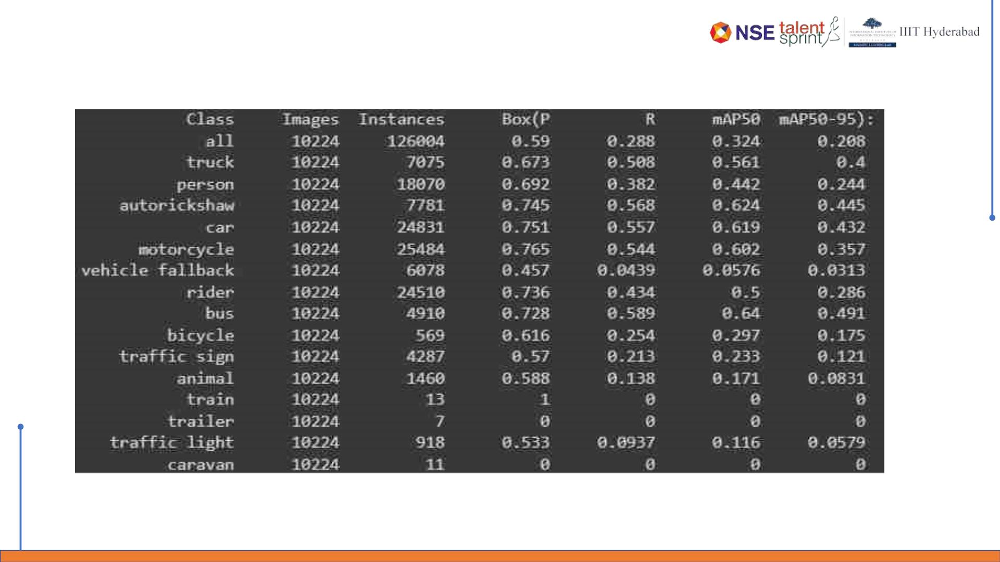 NSE talent sprint
INTERNATIONAL INSTITUTE OF
INFORMATION TECHNOLOGY
HYDERABAD
MACHINE LEARNING LAB
IIIT Hyderabad
Class Images Instances Box(P R mAP50 mAP50-95):
all 10224 126004 0.59 0.288 0.324 0.208
truck 10224 7075 0.673 0.508 0.561 0.4
person 10224 18070 0.692 0.382 0.442 0.244
autorickshaw 10224 7781 0.745 0.568 0.624 0.445
car 10224 24831 0.751 0.557 0.619 0.432
motorcycle 10224 25484 0.765 0.544 0.602 0.357
vehicle fallback 10224 6078 0.457 0.0439 0.0576 0.0313
rider 10224 24510 0.736 0.434 0.5 0.286
bus 10224 4910 0.728 0.589 0.64 0.491
bicycle 10224 569 0.616 0.254 0.297 0.175
traffic sign 10224 4287 0.57 0.213 0.233 0.121
animal 10224 1460 0.588 0.138 0.171 0.0831
train 10224 13 1 0 0 0
trailer 10224 7 0 0 0 0
traffic light 10224 918 0.533 0.0937 0.116 0.0579
caravan 10224 11 0 0 0 0